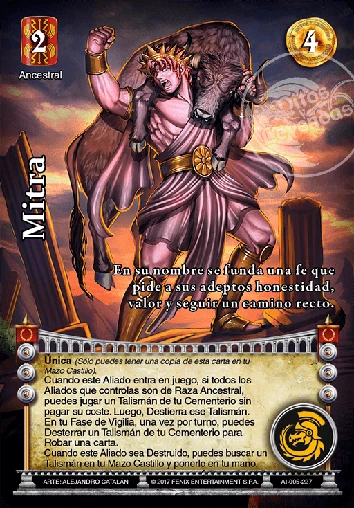 2
Ancestral
4
Mitra
En su nombre se funda una fe que
pide a sus adeptos honestidad,
valor y seguir un camino recto.
Única (Sólo puedes tener una copia de esta carta en tu
Mazo Castillo).
Cuando este Aliado entra en juego, si todos los
Aliados que controlas son de Raza Ancestral,
puedes jugar un Talismán de tu Cementerio sin
pagar su coste. Luego, Destierra ese Talismán.
En tu Fase de Vigilia, una vez por turno, puedes
Desterrar un Talismán de tu Cementerio para
Robar una carta.
Cuando este Aliado sea Destruido, puedes buscar un
Talismán en tu Mazo Castillo y ponerlo en tu mano.
ARTE: ALEJANDRO CATALAN
© 2017 FENIX ENTERTAINMENT S.P.A.